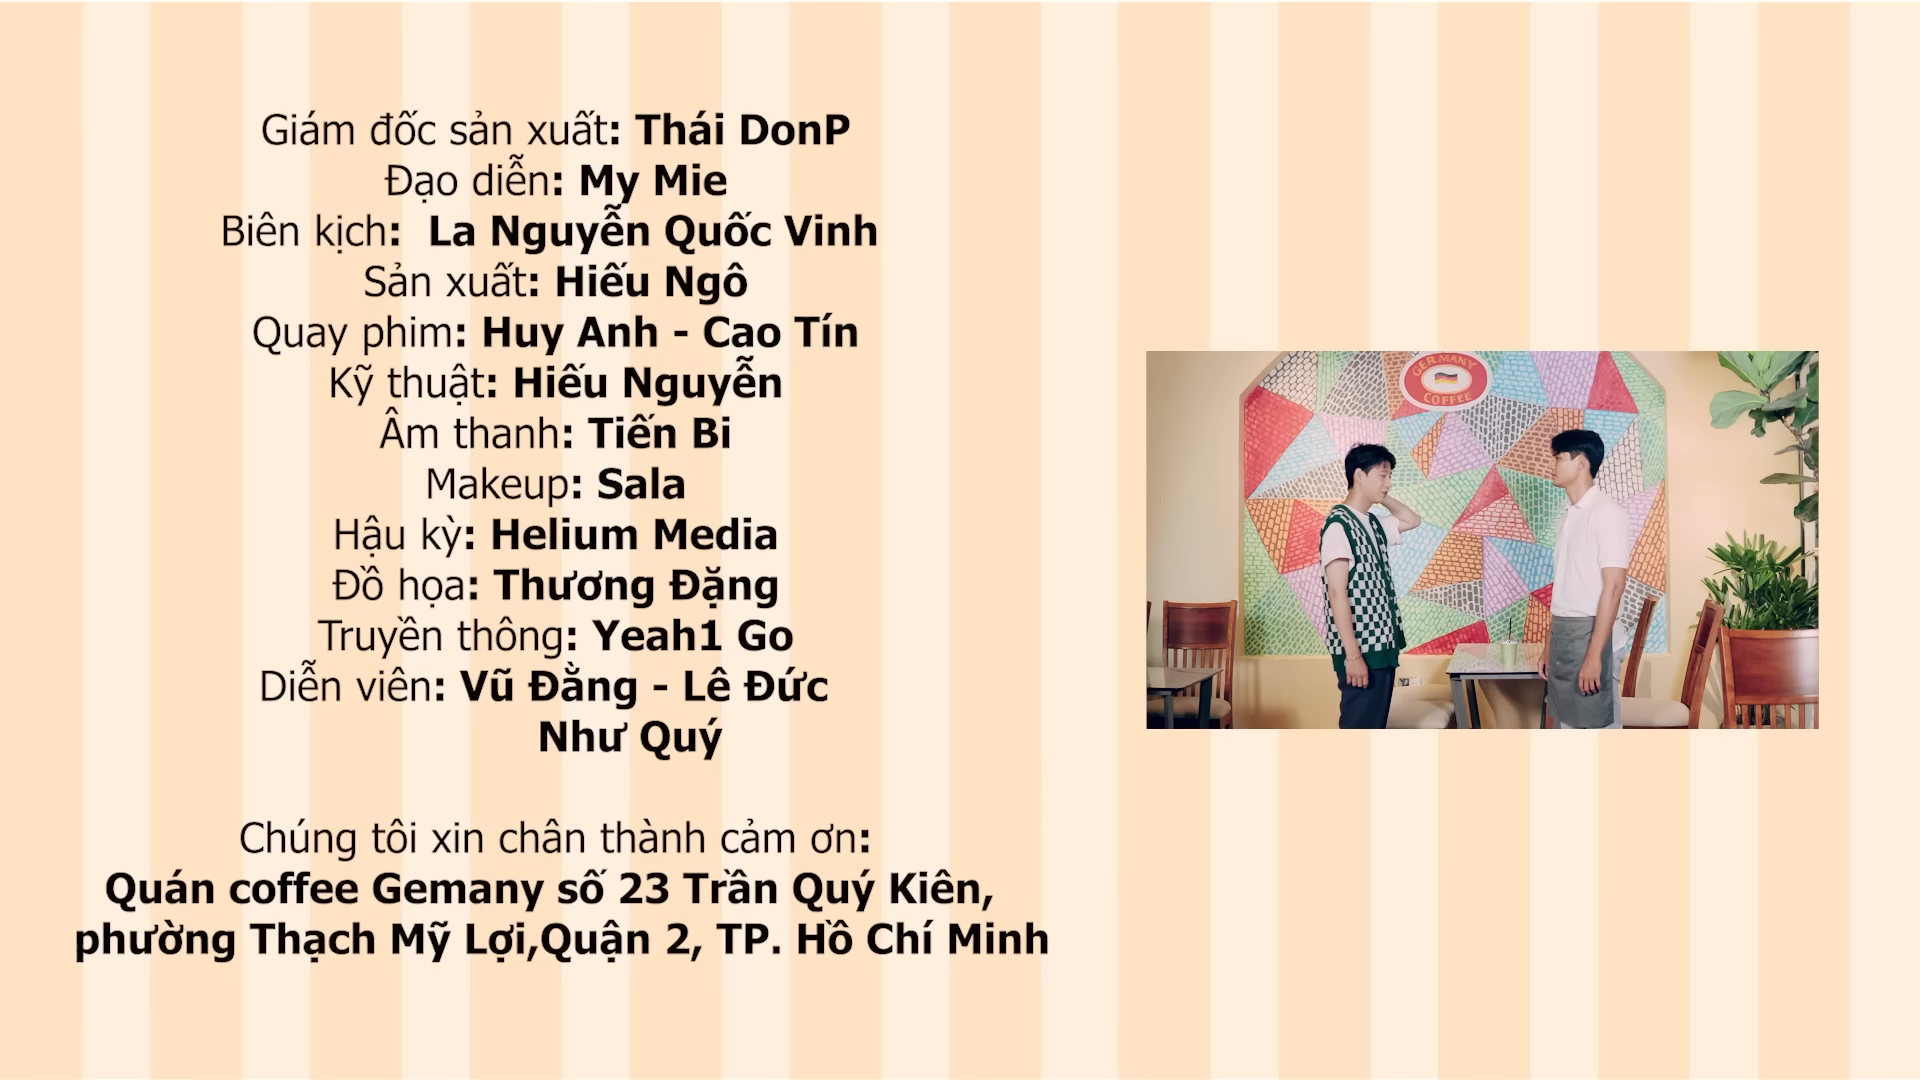 Giám đốc sản xuất: Thái DonP
Đạo diễn: My Mie
Biên kịch:  La Nguyễn Quốc Vinh
Sản xuất: Hiếu Ngô
Quay phim: Huy Anh - Cao Tín
Kỹ thuật: Hiếu Nguyễn
Âm thanh: Tiến Bi
Makeup: Sala
Hậu kỳ: Helium Media
Đồ họa: Thương Đặng
Truyền thông: Yeah1 Go
Diễn viên: Vũ Đằng - Lê Đức
Như Quý
Chúng tôi xin chân thành cảm ơn:
Quán coffee Gemany số 23 Trần Quý Kiên,
phường Thạch Mỹ Lợi,Quận 2, TP. Hồ Chí Minh
GERMANY
COFFEE